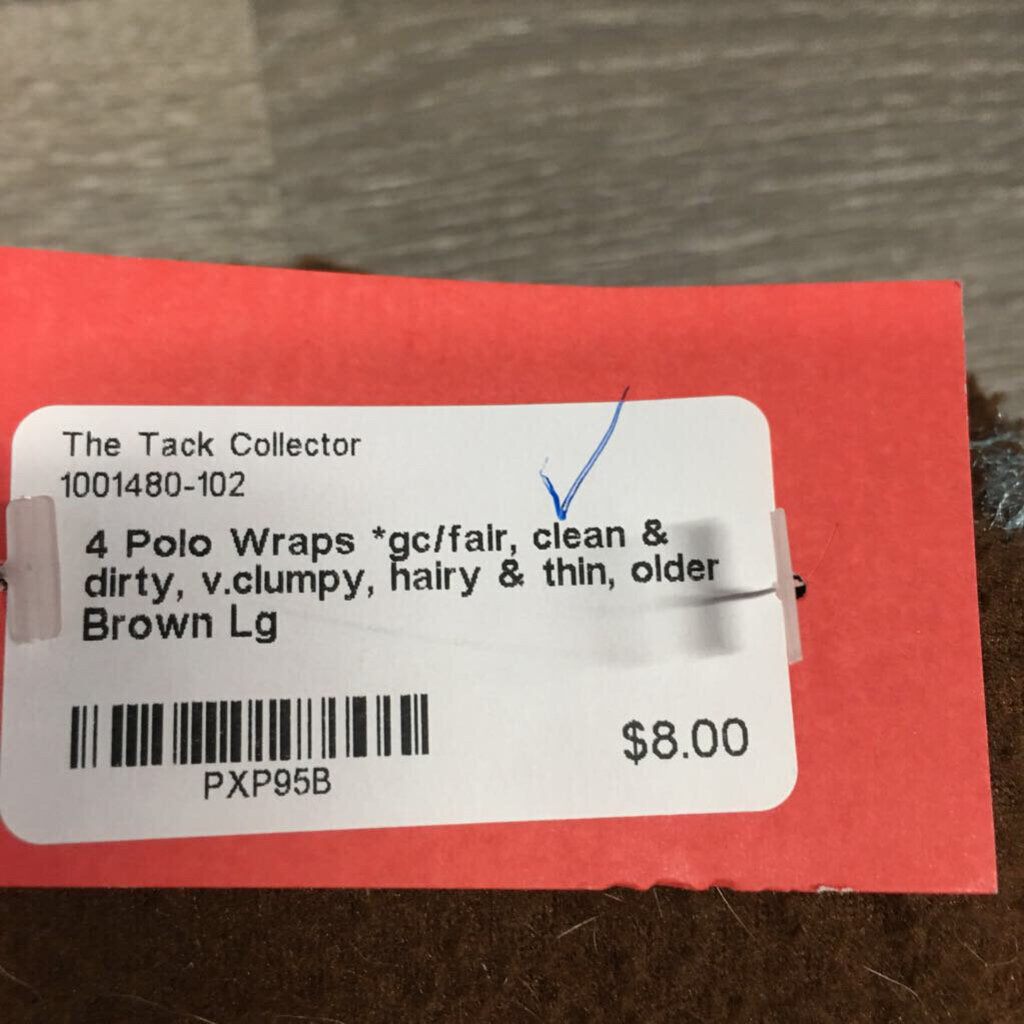 The Tack Collector
1001480-102
4 Polo Wraps *gc/fair, clean &
dirty, v.clumpy, hairy & thin, older
Brown Lg
PXP95B
$8.00